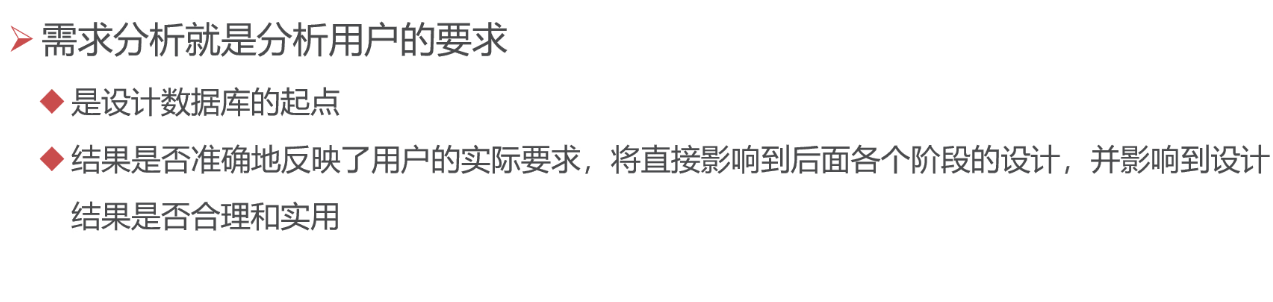 需求分析就是分析用户的要求
是设计数据库的起点
结果是否准确地反映了用户的实际要求，将直接影响到后面各个阶段的设计，并影响到设计
结果是否合理和实用